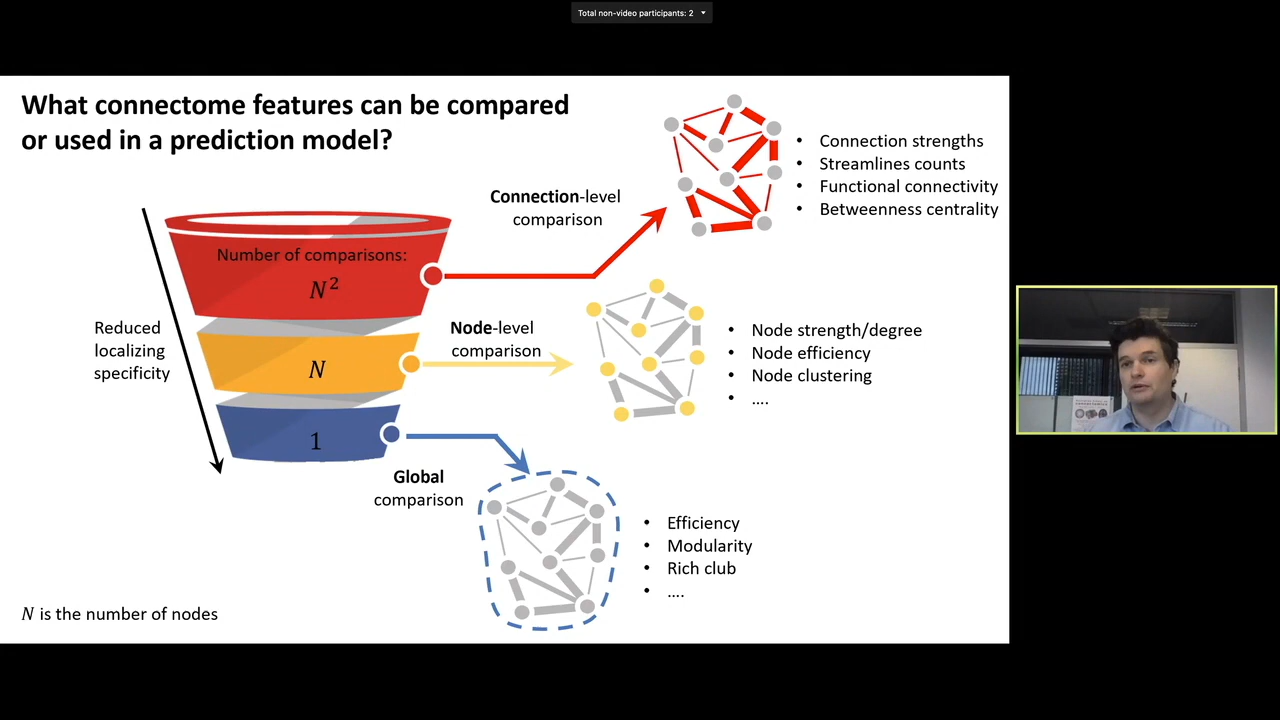 Total non-video participants: 2
What connectome features can be compared
or used in a prediction model?
Connection-level
comparison
• Connection strengths
• Streamlines counts
• Functional connectivity
• Betweenness centrality
Number of comparisons:
N²
Reduced
localizing
specificity
N
Node-level
comparison
• Node strength/degree
• Node efficiency
• Node clustering
• ....
1
Global
comparison
• Efficiency
• Modularity
• Rich club
• ....
N is the number of nodes